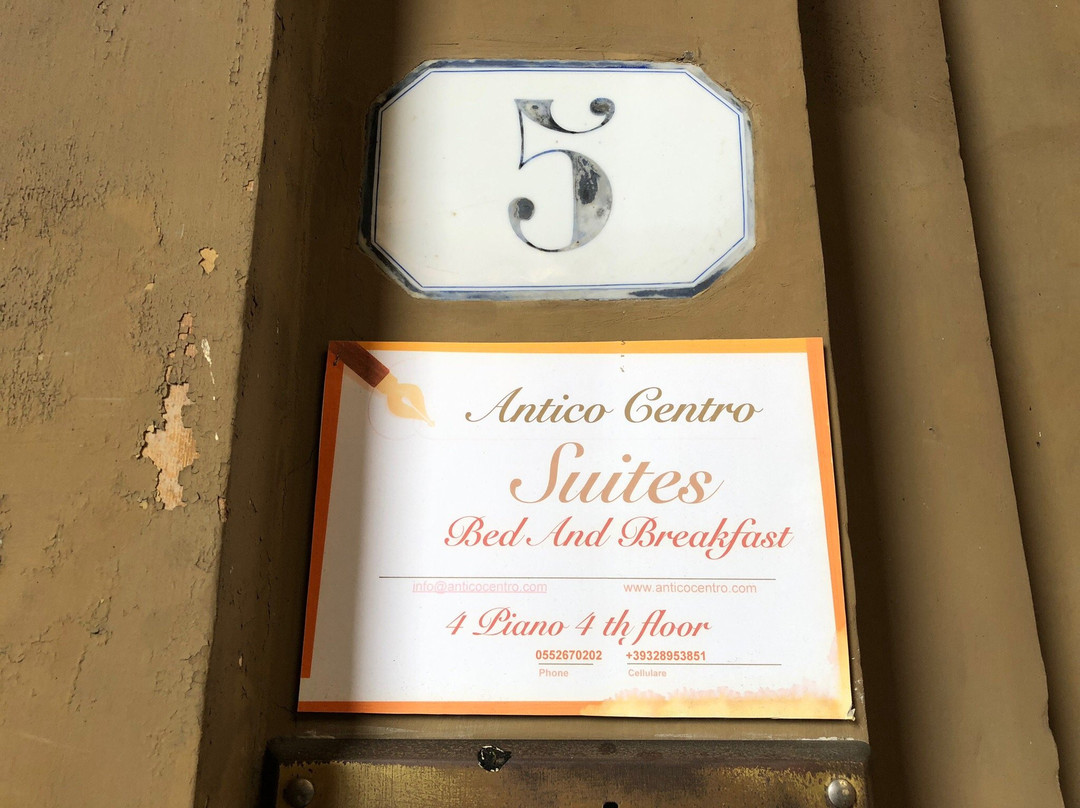 5
Antico Centro
Suites
Bed And Breakfast
info@anticocentro.com www.anticocentro.com
4 Piano 4 th floor
0552670202 +39328953851
Phone Cellulare